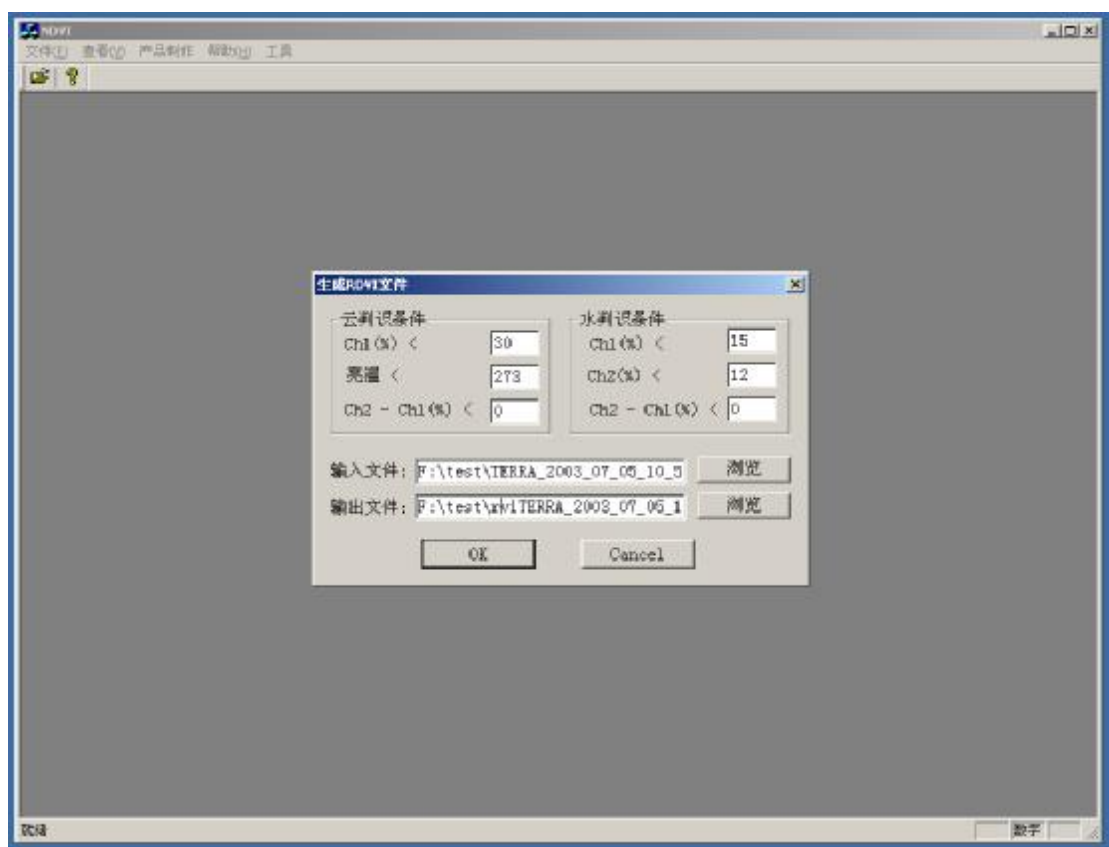 NDVI
文件(F) 查看(V) 产品制作 帮助(H) 工具
生成RDVI文件
云判识条件
Ch1(%) < 30
亮温 < 273
Ch2 - Ch1(%) < 0
水判识条件
Ch1(%) < 15
Ch2(%) < 12
Ch2 - Ch1(%) < 0
输入文件: F:\test\TERRA_2003_07_05_10_5 浏览
输出文件: 浏览
OK Cancel
就绪 数字